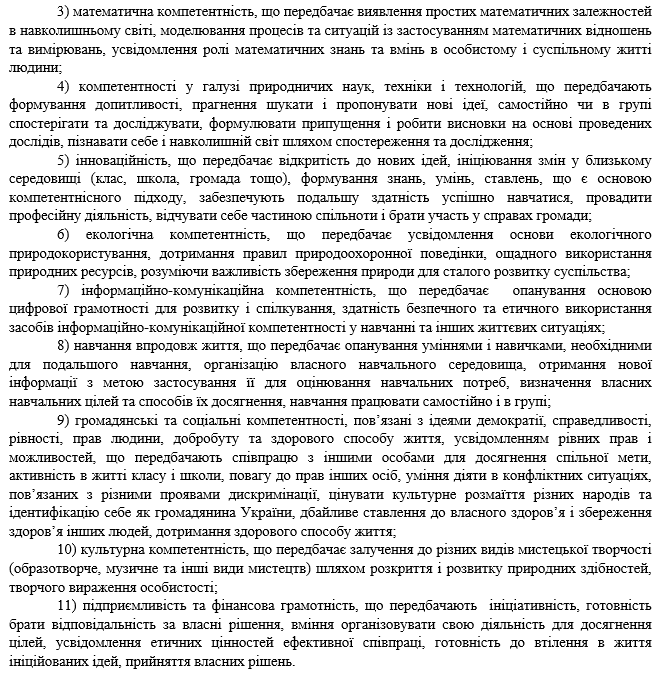 3) математична компетентність, що передбачає виявлення простих математичних залежностей
в навколишньому світі, моделювання процесів та ситуацій із застосуванням математичних відношень
та вимірювань, усвідомлення ролі математичних знань та вмінь в особистому і суспільному житті
людини;
4) компетентності у галузі природничих наук, техніки і технологій, що передбачають
формування допитливості, прагнення шукати і пропонувати нові ідеї, самостійно чи в групі
спостерігати та досліджувати, формулювати припущення і робити висновки на основі проведених
дослідів, пізнавати себе і навколишній світ шляхом спостереження та дослідження;
5) інноваційність, що передбачає відкритість до нових ідей, ініціювання змін у близькому
середовищі (клас, школа, громада тощо), формування знань, умінь, ставлень, що є основою
компетентнісного підходу, забезпечують подальшу здатність успішно навчатися, провадити
професійну діяльність, відчувати себе частиною спільноти і брати участь у справах громади;
6) екологічна компетентність, що передбачає усвідомлення основи екологічного
природокористування, дотримання правил природоохоронної поведінки, ощадного використання
природних ресурсів, розуміючи важливість збереження природи для сталого розвитку суспільства;
7) інформаційно-комунікаційна компетентність, що передбачає опанування основою
цифрової грамотності для розвитку і спілкування, здатність безпечного та етичного використання
засобів інформаційно-комунікаційної компетентності у навчанні та інших життєвих ситуаціях;
8) навчання впродовж життя, що передбачає опанування уміннями і навичками, необхідними
для подальшого навчання, організацію власного навчального середовища, отримання нової
інформації з метою застосування її для оцінювання навчальних потреб, визначення власних
навчальних цілей та способів їх досягнення, навчання працювати самостійно і в групі;
9) громадянські та соціальні компетентності, пов’язані з ідеями демократії, справедливості,
рівності, прав людини, добробуту та здорового способу життя, усвідомленням рівних прав і
можливостей, що передбачають співпрацю з іншими особами для досягнення спільної мети,
активність в житті класу і школи, повагу до прав інших осіб, уміння діяти в конфліктних ситуаціях,
пов’язаних з різними проявами дискримінації, цінувати культурне розмаїття різних народів та
ідентифікацію себе як громадянина України, дбайливе ставлення до власного здоров’я і збереження
здоров’я інших людей, дотримання здорового способу життя;
10) культурна компетентність, що передбачає залучення до різних видів мистецької творчості
(образотворче, музичне та інші види мистецтв) шляхом розкриття і розвитку природних здібностей,
творчого вираження особистості;
11) підприємливість та фінансова грамотність, що передбачають ініціативність, готовність
брати відповідальність за власні рішення, вміння організовувати свою діяльність для досягнення
цілей, усвідомлення етичних цінностей ефективної співпраці, готовність до втілення в життя
ініційованих ідей, прийняття власних рішень.